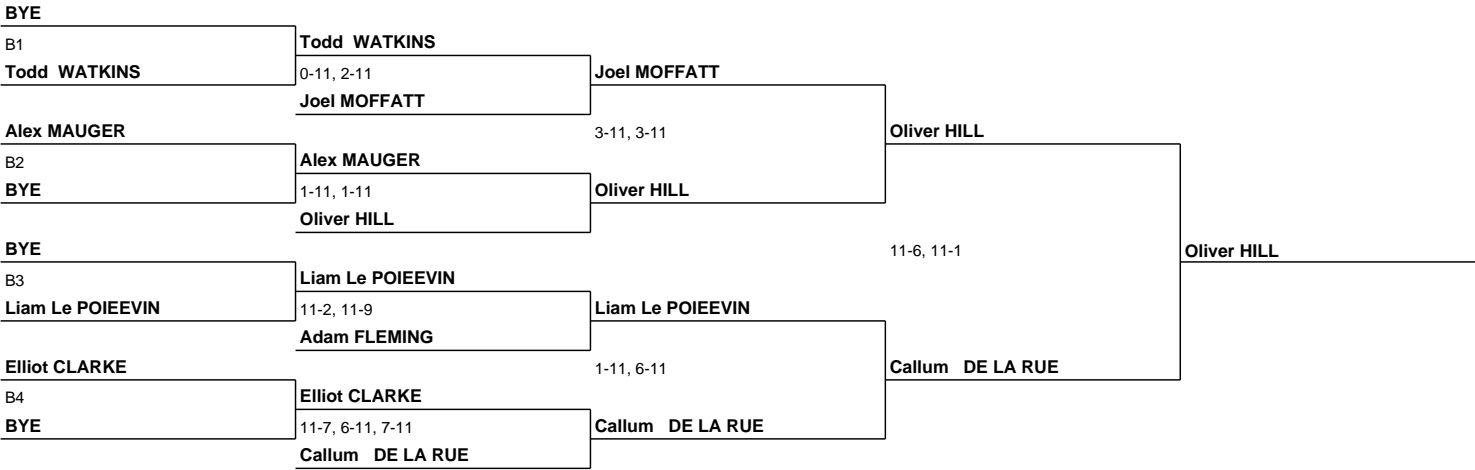 BYE
B1
Todd WATKINS
Todd WATKINS
0-11, 2-11
Joel MOFFATT
Joel MOFFATT
Alex MAUGER
3-11, 3-11
Oliver HILL
B2
Alex MAUGER
BYE
1-11, 1-11
Oliver HILL
Oliver HILL
BYE
11-6, 11-1
Oliver HILL
B3
Liam Le POIEEVIN
Liam Le POIEEVIN
11-2, 11-9
Liam Le POIEEVIN
Adam FLEMING
Elliot CLARKE
1-11, 6-11
Callum DE LA RUE
B4
Elliot CLARKE
BYE
11-7, 6-11, 7-11
Callum DE LA RUE
Callum DE LA RUE